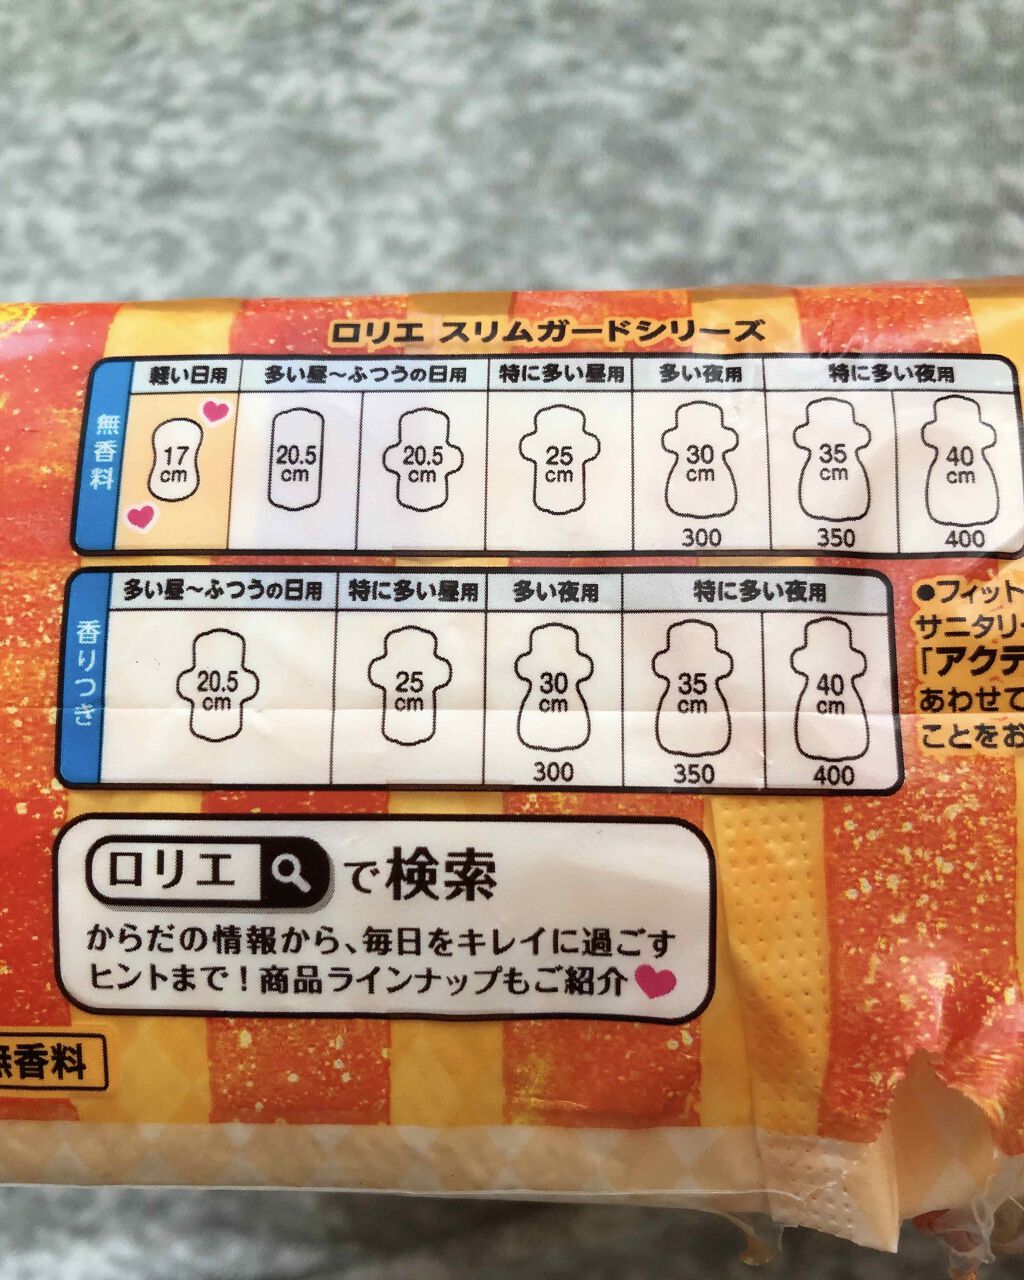 ロリエ スリムガードシリーズ
無香料
軽い日用 多い昼～ふつうの日用 特に多い昼用 多い夜用 特に多い夜用
17 cm 20.5 cm 20.5 cm 25 cm 30 cm 35 cm 40 cm
300 350 400
香りつき
多い昼～ふつうの日用 特に多い昼用 多い夜用 特に多い夜用
20.5 cm 25 cm 30 cm 35 cm 40 cm
300 350 400
●フィット
サニタリー
「アクテ
あわせて
ことをお
ロリエ で検索
からだの情報から、毎日をキレイに過ごす
ヒントまで！商品ラインナップもご紹介
無香料